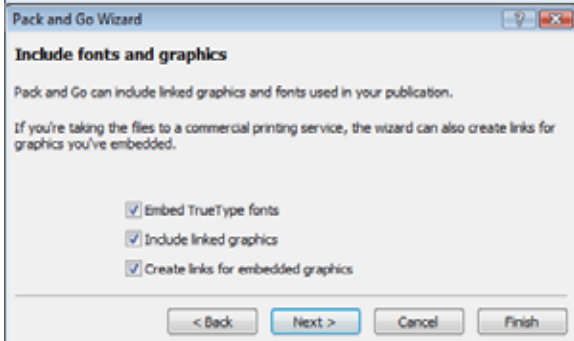 Pack and Go Wizard
Include fonts and graphics
Pack and Go can include linked graphics and fonts used in your publication.
If you're taking the files to a commercial printing service, the wizard can also create links for
graphics you've embedded.
Embed TrueType fonts
Include linked graphics
Create links for embedded graphics
< Back Next > Cancel Finish